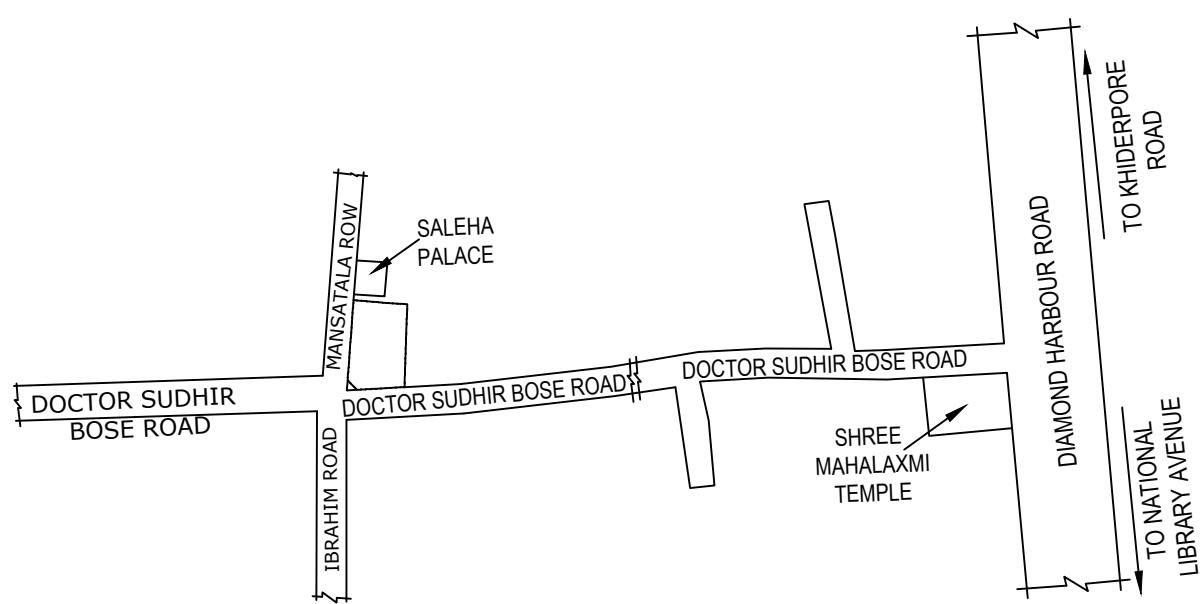 TO KHIDERPORE
ROAD
MANSATALA ROW
SALEHA
PALACE
DIAMOND HARBOUR ROAD
DOCTOR SUDHIR
BOSE ROAD
DOCTOR SUDHIR BOSE ROAD
DOCTOR SUDHIR BOSE ROAD
IBRAHIM ROAD
SHREE
MAHALAXMI
TEMPLE
TO NATIONAL
LIBRARY AVENUE